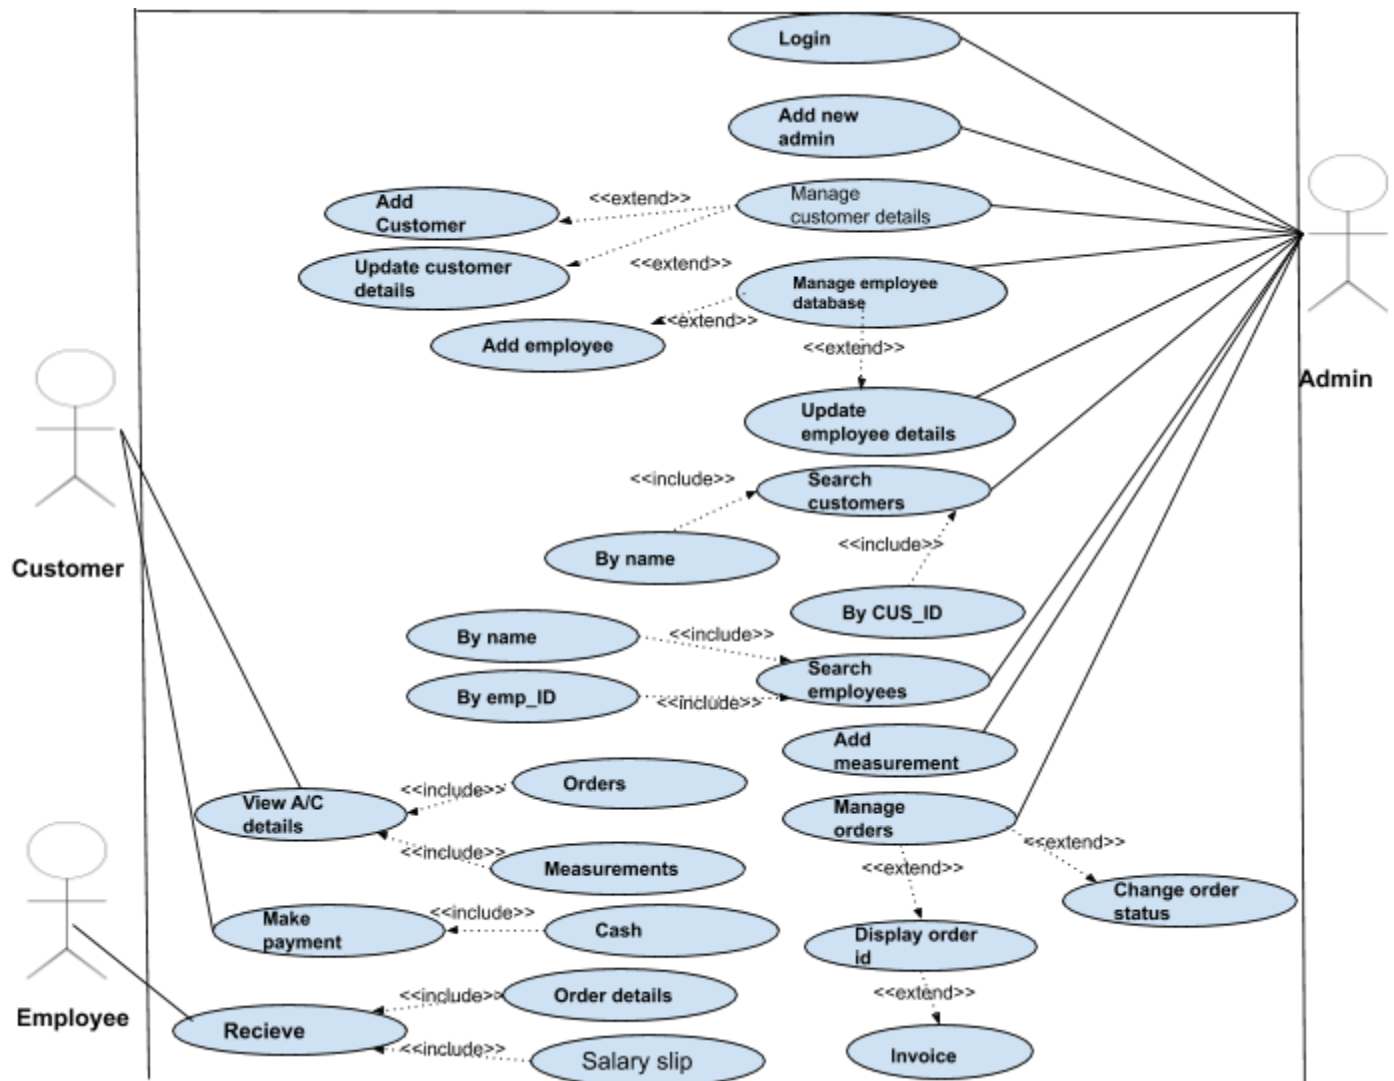 Login
Add new
admin
Add
Customer
<<extend>>
Manage
customer details
Update customer
details
<<extend>>
Manage employee
database
Add employee
<<extend>>
<<extend>>
Admin
Update
employee details
<<include>>
Search
customers
Customer
By name
<<include>>
By CUS_ID
By name
<<include>>
Search
employees
By emp_ID
<<include>>
Add
measurement
Orders
<<include>>
View A/C
details
Manage
orders
<<include>>
Measurements
<<extend>>
<<extend>>
Change order
status
Make
payment
<<include>>
Cash
Display order
id
Employee
Recieve
<<include>>
Order details
<<extend>>
<<include>>
Salary slip
Invoice